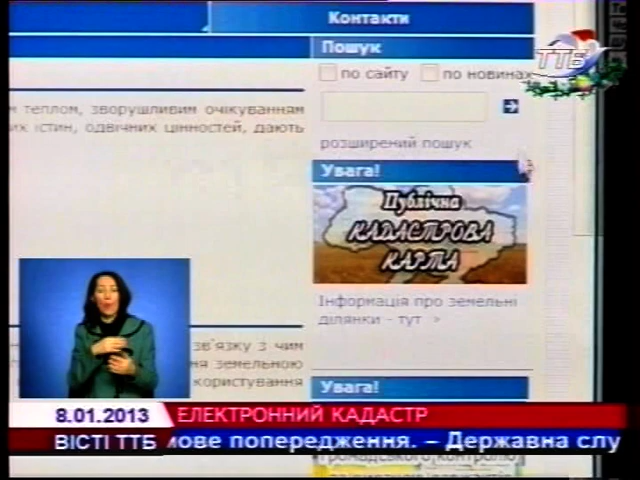 Контакти
Пошук
ТТБ
по сайту
по новинах
теплом, зворушливим очікуванням
их істин, одвічних цінностей, дають
розширений пошук
Увага!
Публічна
КАДАСТРОВА
КАРТА
Інформація про земельні
ділянки - тут >
зв'язку з чим
земельною
користування
Увага!
8.01.2013
ЕЛЕКТРОННИЙ КАДАСТР
ВІСТІ ТТБ
мове попередження. – Державна слу
громадського контролю